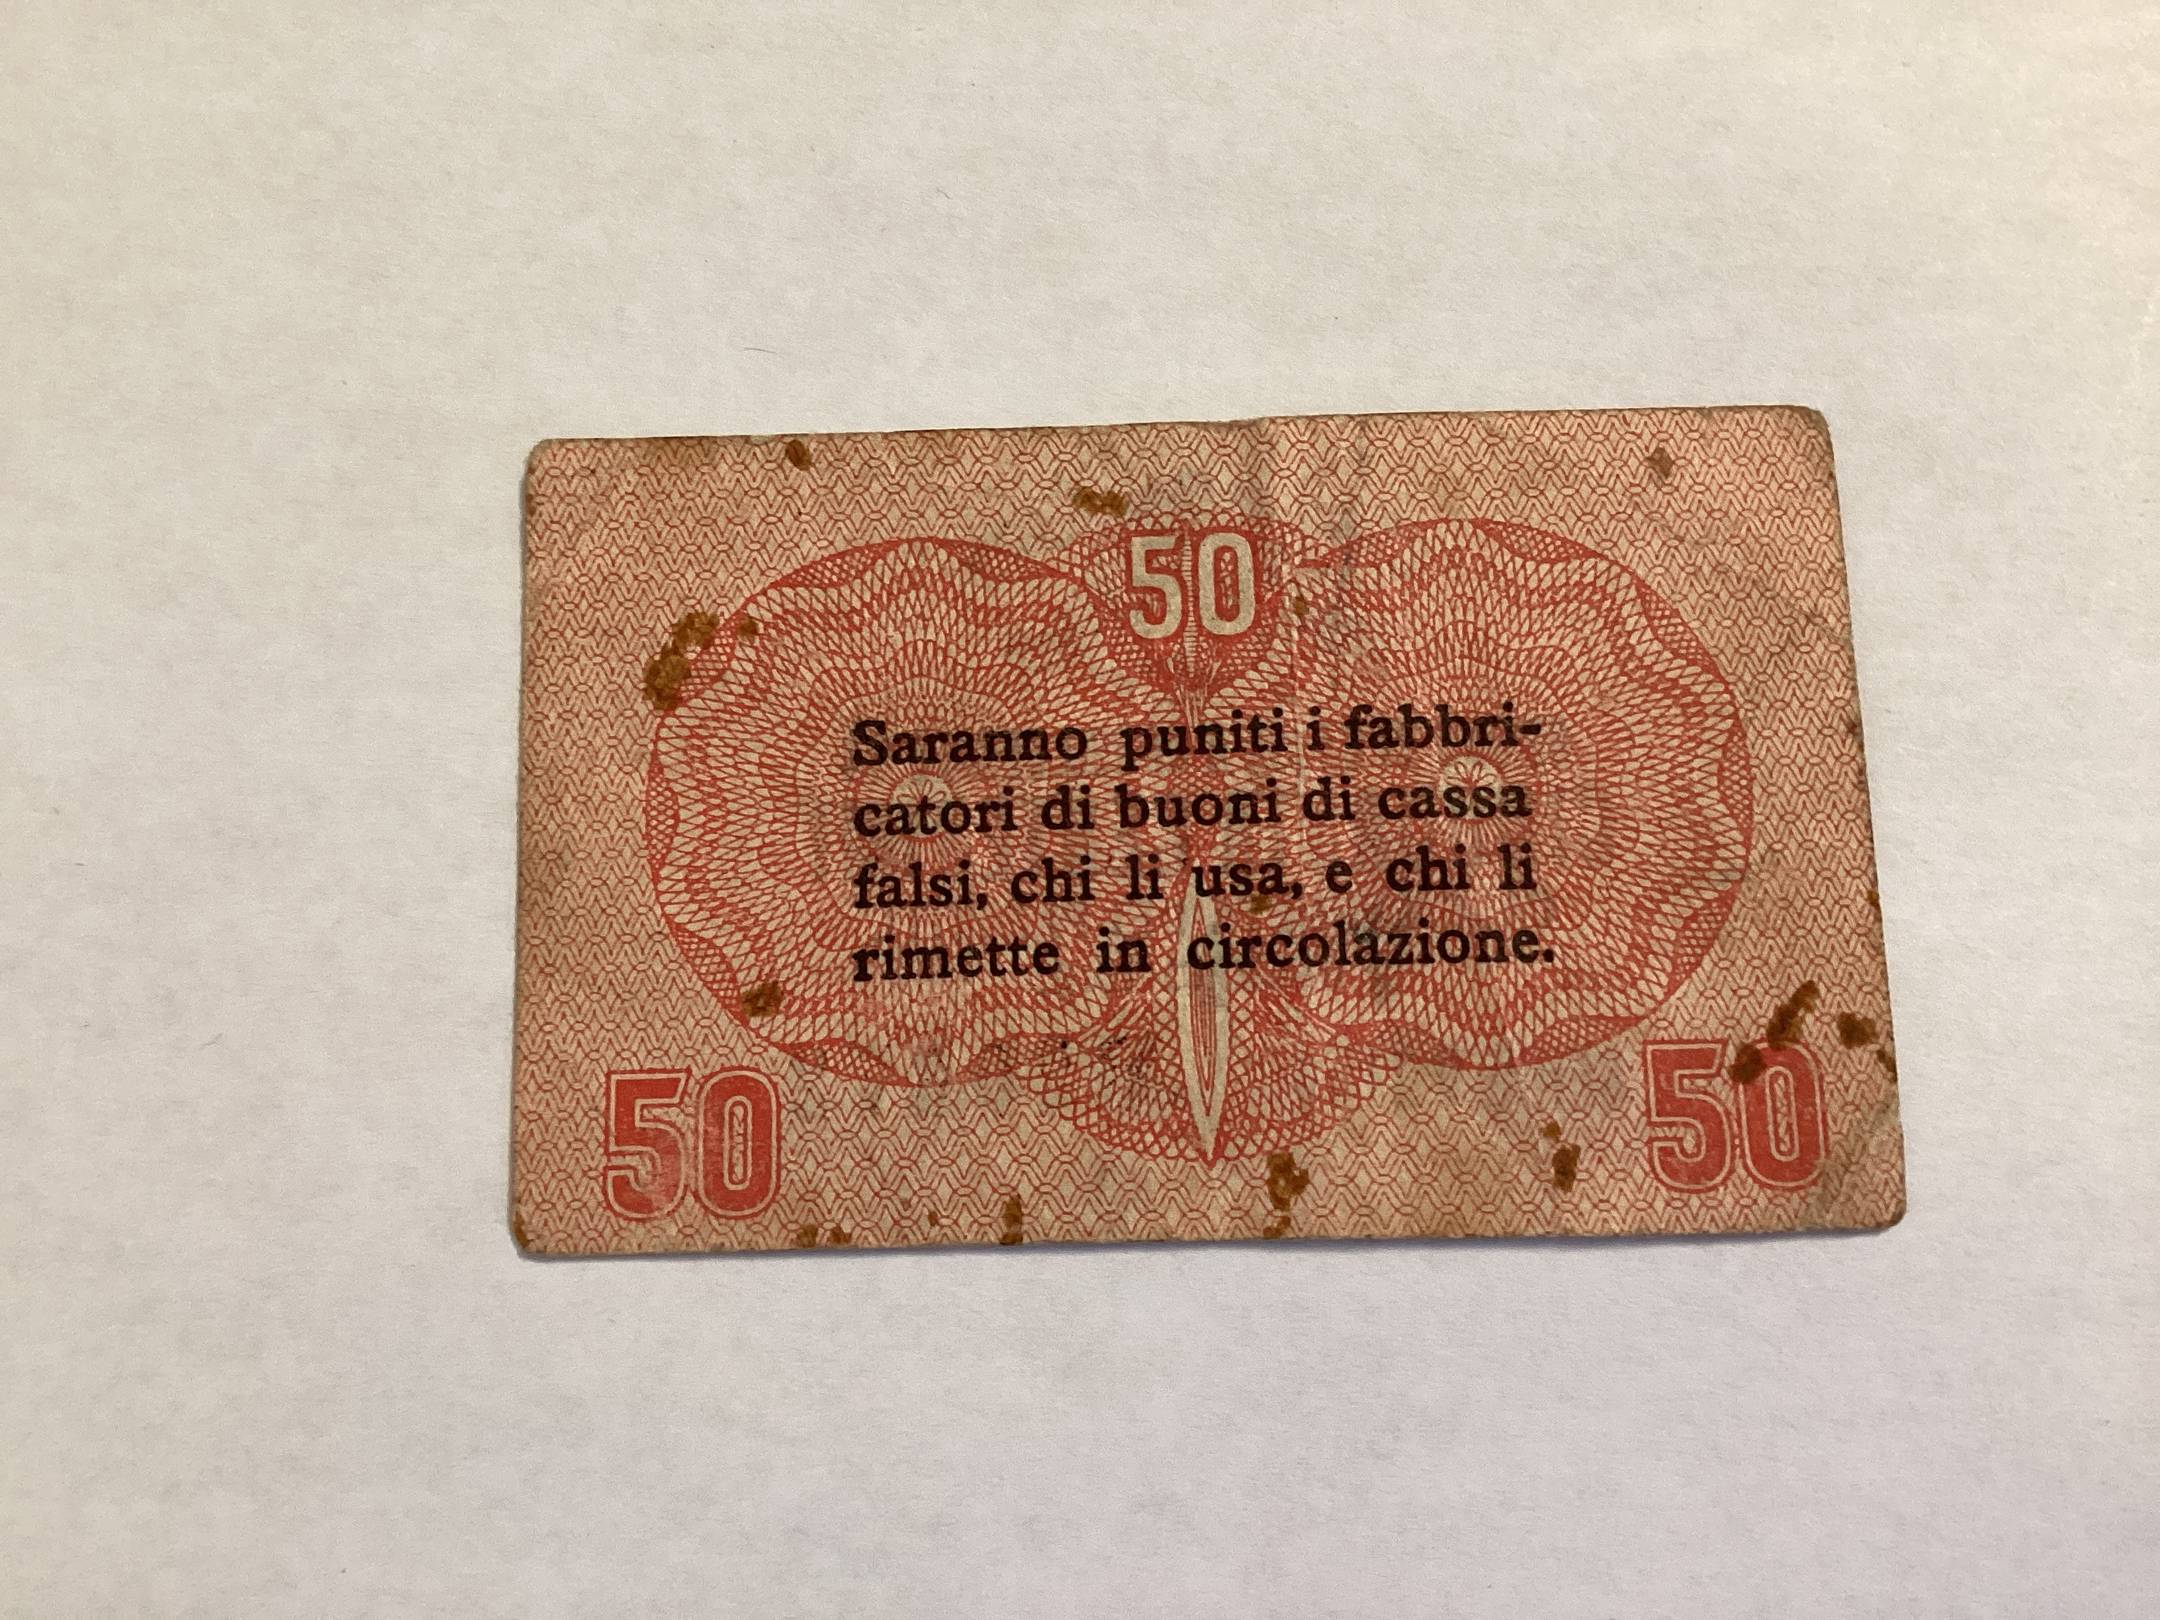 50
Saranno puniti i fabbri-
catori di buoni di cassa
falsi, chi li usa, e chi li
rimette in circolazione.
50 50